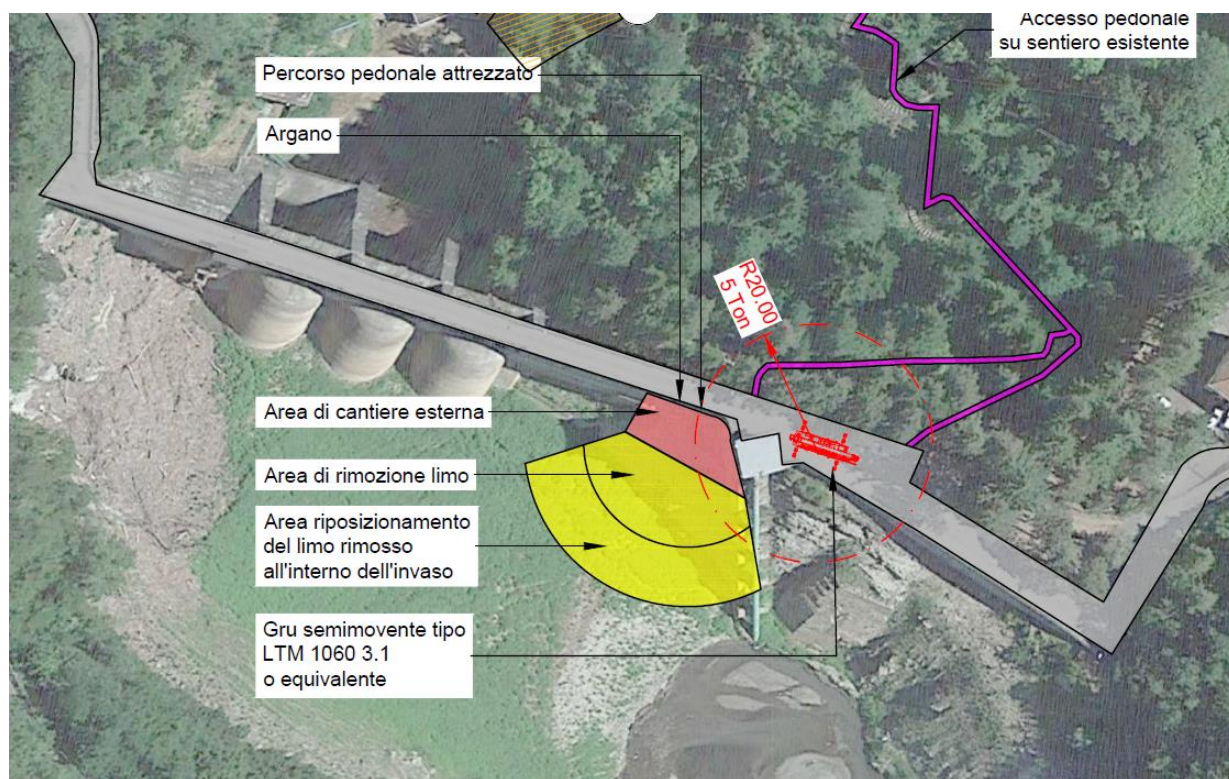 Accesso pedonale
su sentiero esistente
Percorso pedonale attrezzato
Argano
R20.00
5 Ton
Area di cantiere esterna
Area di rimozione limo
Area riposizionamento
del limo rimosso
all'interno dell'invaso
Gru semimovente tipo
LTM 1060 3.1
o equivalente